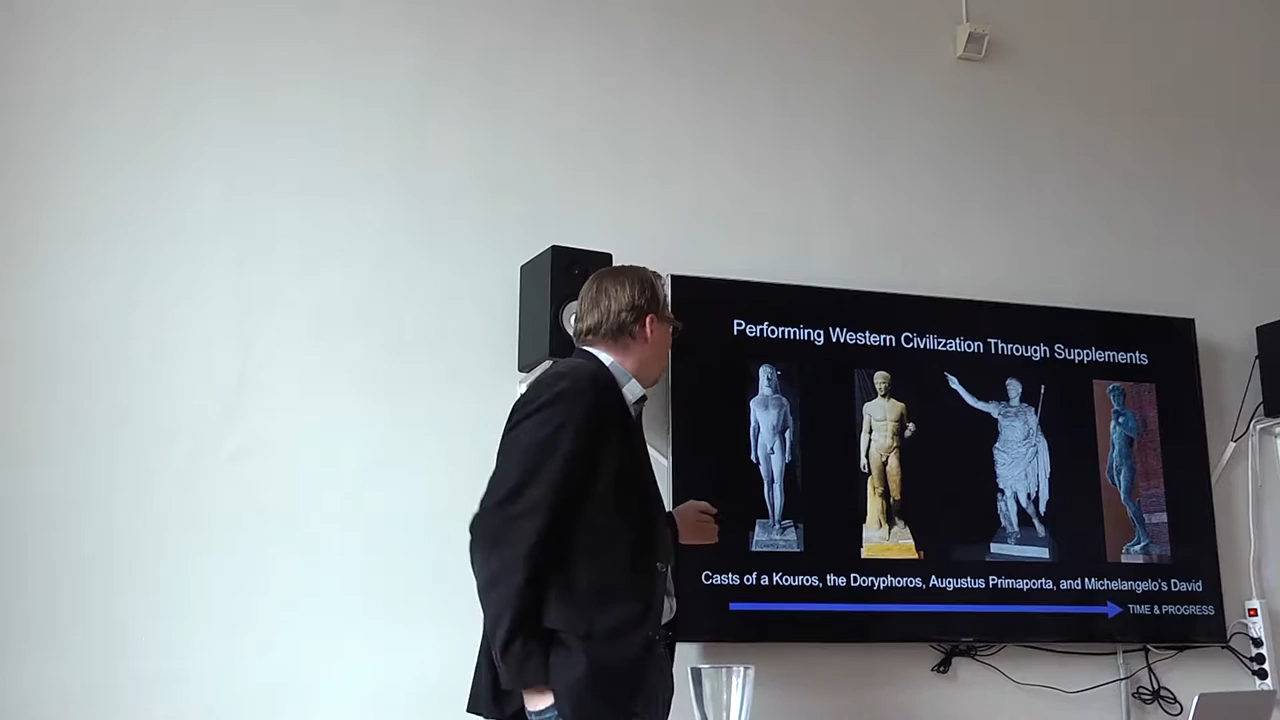 Performing Western Civilization Through Supplements
Casts of a Kouros, the Doryphoros, Augustus Primaporta, and Michelangelo's David
TIME & PROGRESS